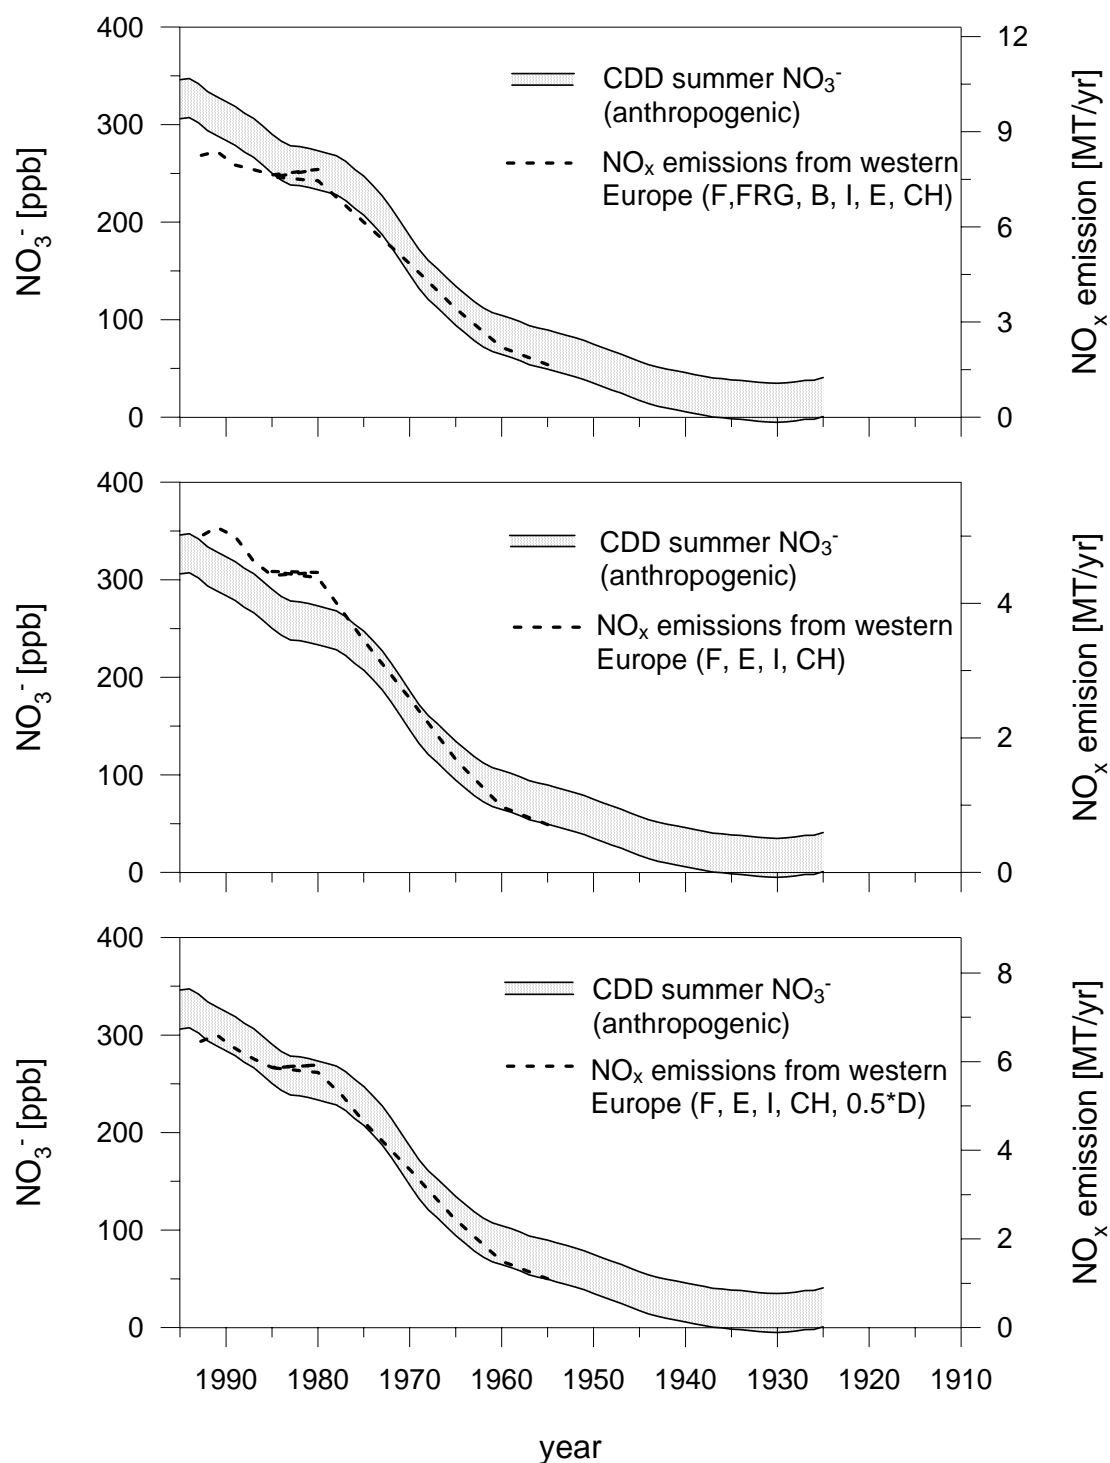 400
300
200
100
0
NO₃⁻ [ppb]
CDD summer NO₃⁻
(anthropogenic)
NOₓ emissions from western
Europe (F,FRG, B, I, E, CH)
12
9
6
3
0
NOₓ emission [MT/yr]
400
300
200
100
0
NO₃⁻ [ppb]
CDD summer NO₃⁻
(anthropogenic)
NOₓ emissions from western
Europe (F, E, I, CH)
4
2
0
NOₓ emision [MT/yr]
400
300
200
100
0
NO₃⁻ [ppb]
CDD summer NO₃⁻
(anthropogenic)
NOₓ emissions from western
Europe (F, E, I, CH, 0.5*D)
8
6
4
2
0
NOₓ emission [MT/yr]
1990 1980 1970 1960 1950 1940 1930 1920 1910
year